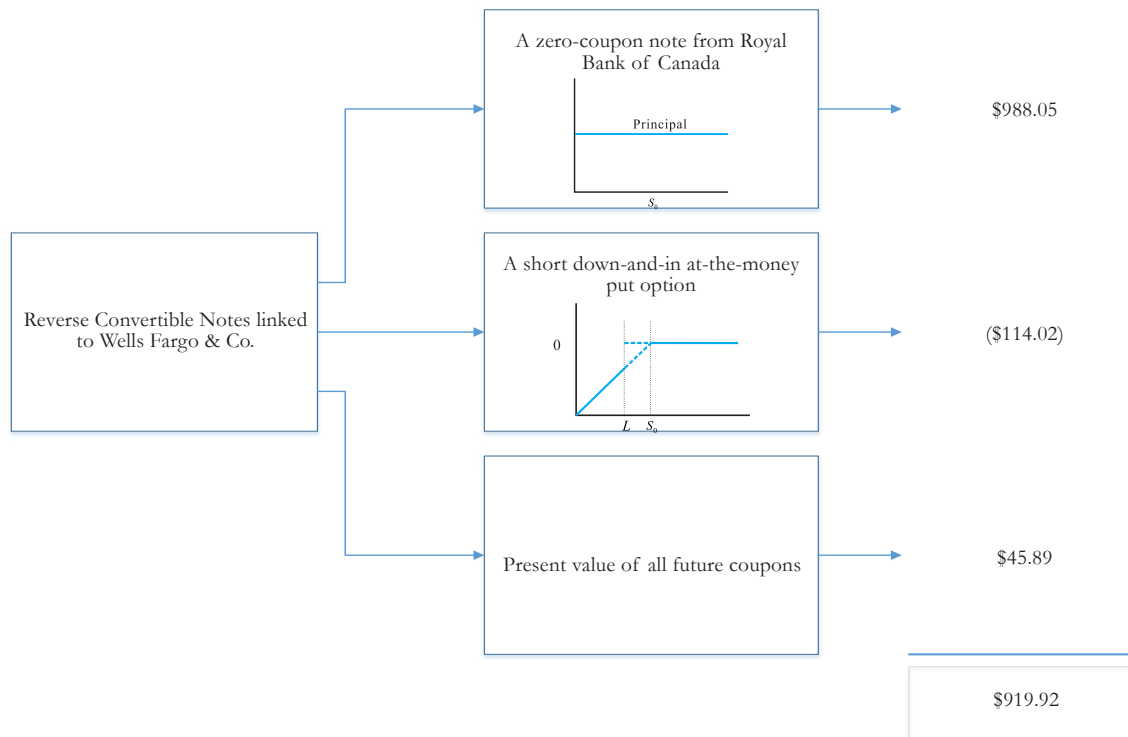 A zero-coupon note from Royal
Bank of Canada
Principal
S₀
$988.05
Reverse Convertible Notes linked
to Wells Fargo & Co.
A short down-and-in at-the-money
put option
0
L S₀
($114.02)
Present value of all future coupons
$45.89
$919.92